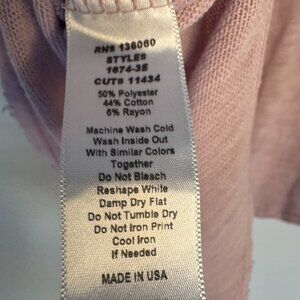 RN# 136060
STYLE#
1674-3E
CUT# 11434
50% Polyester
44% Cotton
6% Rayon
Machine Wash Cold
Wash Inside Out
With Similar Colors
Together
Do Not Bleach
Reshape White
Damp Dry Flat
Do Not Tumble Dry
Do Not Iron Print
Cool Iron
If Needed
MADE IN USA